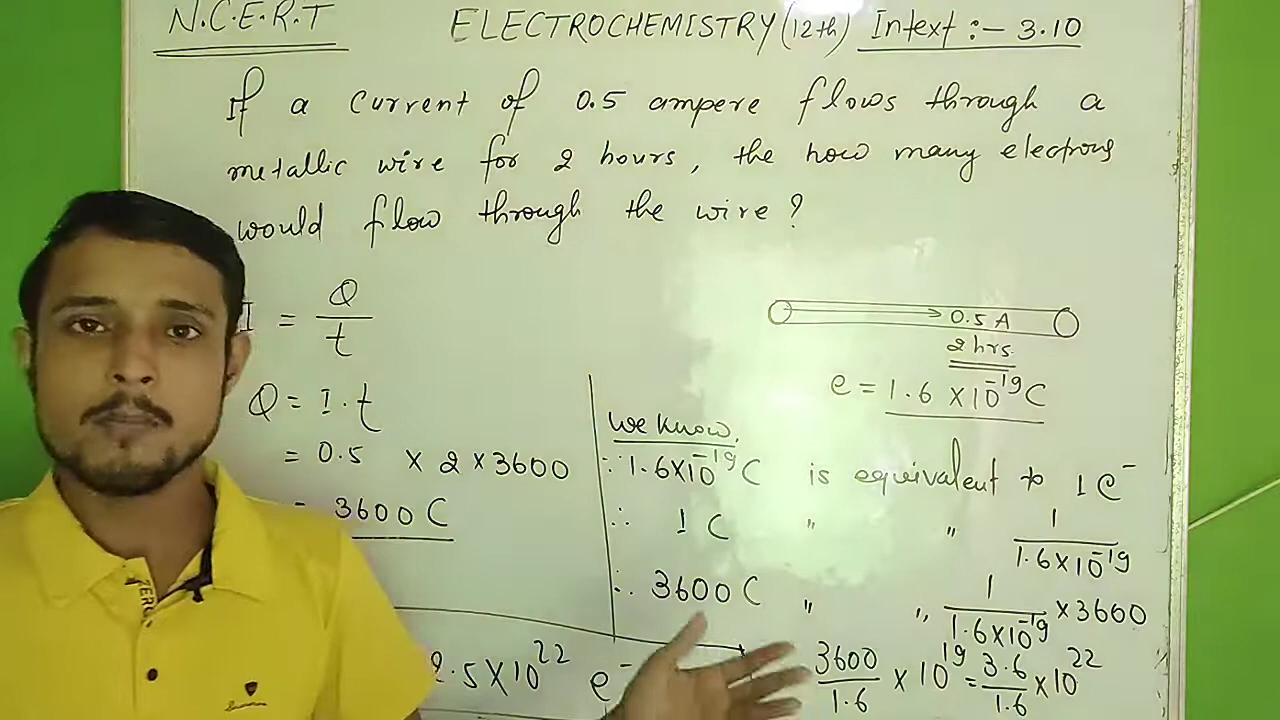 N.C.E.R.T ELECTROCHEMISTRY (12th) Intext :- 3.10
If a current of 0.5 ampere flows through a
metallic wire for 2 hours, the how many electrons
would flow through the wire ?
I = Q/t
0.5 A
2 hrs.
e = 1.6 × 10⁻¹⁹ C
Q = I.t
= 0.5 × 2 × 3600
= 3600 C
We know,
∵ 1.6×10⁻¹⁹ C is equivalent to 1 e⁻
∴ 1 C " " 1/1.6×10⁻¹⁹
∴ 3600 C " " 1/1.6×10⁻¹⁹ × 3600
3600/1.6 × 10¹⁹ = 3.6/1.6 × 10²²
2.5 × 10²² e⁻